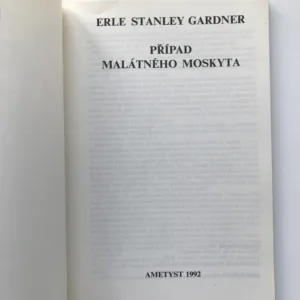 ERLE STANLEY GARDNER
PŘÍPAD
MALÁTNÉHO MOSKYTA
AMETYST 1992